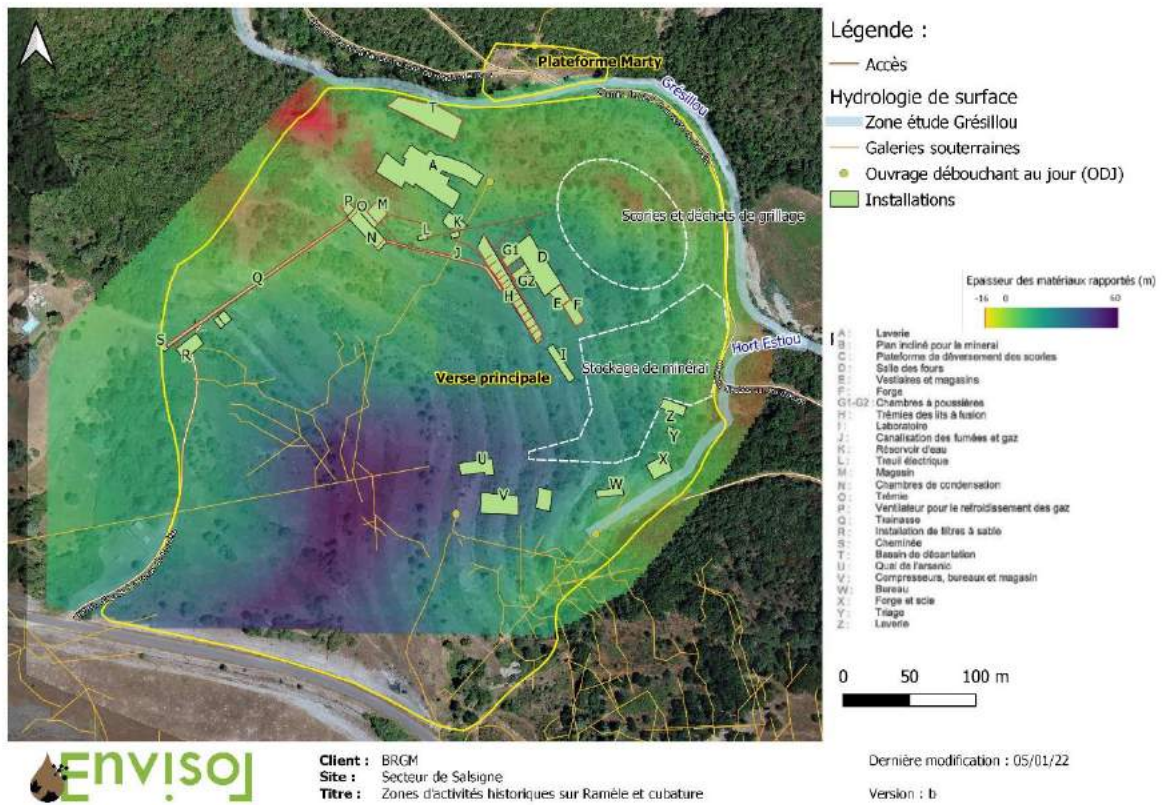 Plateforme Marty
Grésillou
T
A
P
O
M
K
L
N
J
G1
D
G2
H
E
F
Q
S
R
I
Scories et déchets de grillage
Hort Estiou
Stockage de minérai
Verse principale
Z
Y
X
U
V
W
Légende :
Accès
Hydrologie de surface
Zone étude Grésillou
Galeries souterraines
Ouvrage débouchant au jour (ODJ)
Installations
Epaisseur des matériaux rapportés (m)
-16 0 60
A : Laverie
B : Plan incliné pour le minerai
C : Plateforme de déversement des scories
D : Salle des fours
E : Vestiaires et magasins
F : Forge
G1-G2 : Chambres à poussières
H : Trémies des lits à fusion
I : Laboratoire
J : Canalisation des fumées et gaz
K : Réservoir d'eau
L : Treuil électrique
M : Magasin
N : Chambres de condensation
O : Trémie
P : Ventilateur pour le refroidissement des gaz
Q : Trainasse
R : Installation de filtres à sable
S : Cheminée
T : Bassin de décantation
U : Quai de l'arsenic
V : Compresseurs, bureaux et magasin
W : Bureau
X : Forge et scie
Y : Triage
Z : Laverie
0 50 100 m
Envisol
Client : BRGM
Site : Secteur de Salsigne
Titre : Zones d'activités historiques sur Ramèle et cubature
Dernière modification : 05/01/22
Version : b